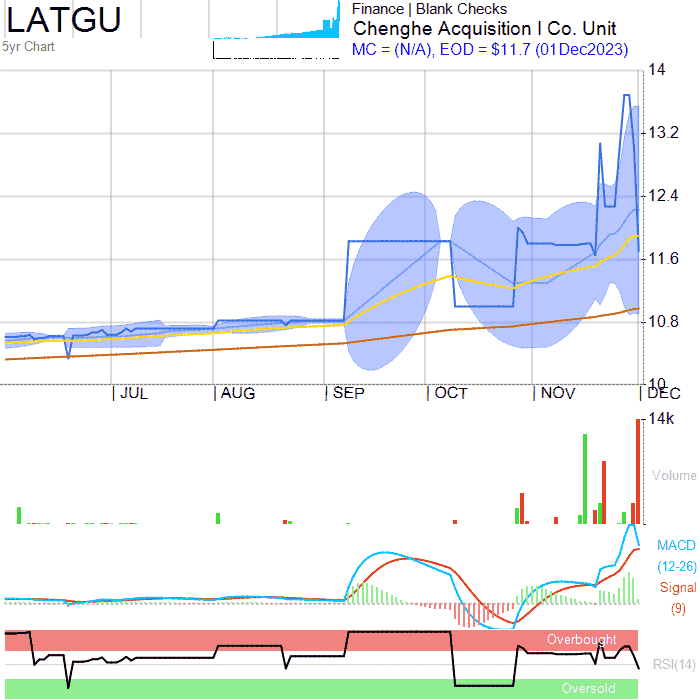 LATGU
5yr Chart
Finance | Blank Checks
Chenghe Acquisition I Co. Unit
MC = (N/A), EOD = $11.7 (01Dec2023)
14
13.2
12.4
11.6
10.8
10
JUL
AUG
SEP
OCT
NOV
DEC
14k
Volume
MACD
(12-26)
Signal
(9)
Overbought
RSI(14)
Oversold